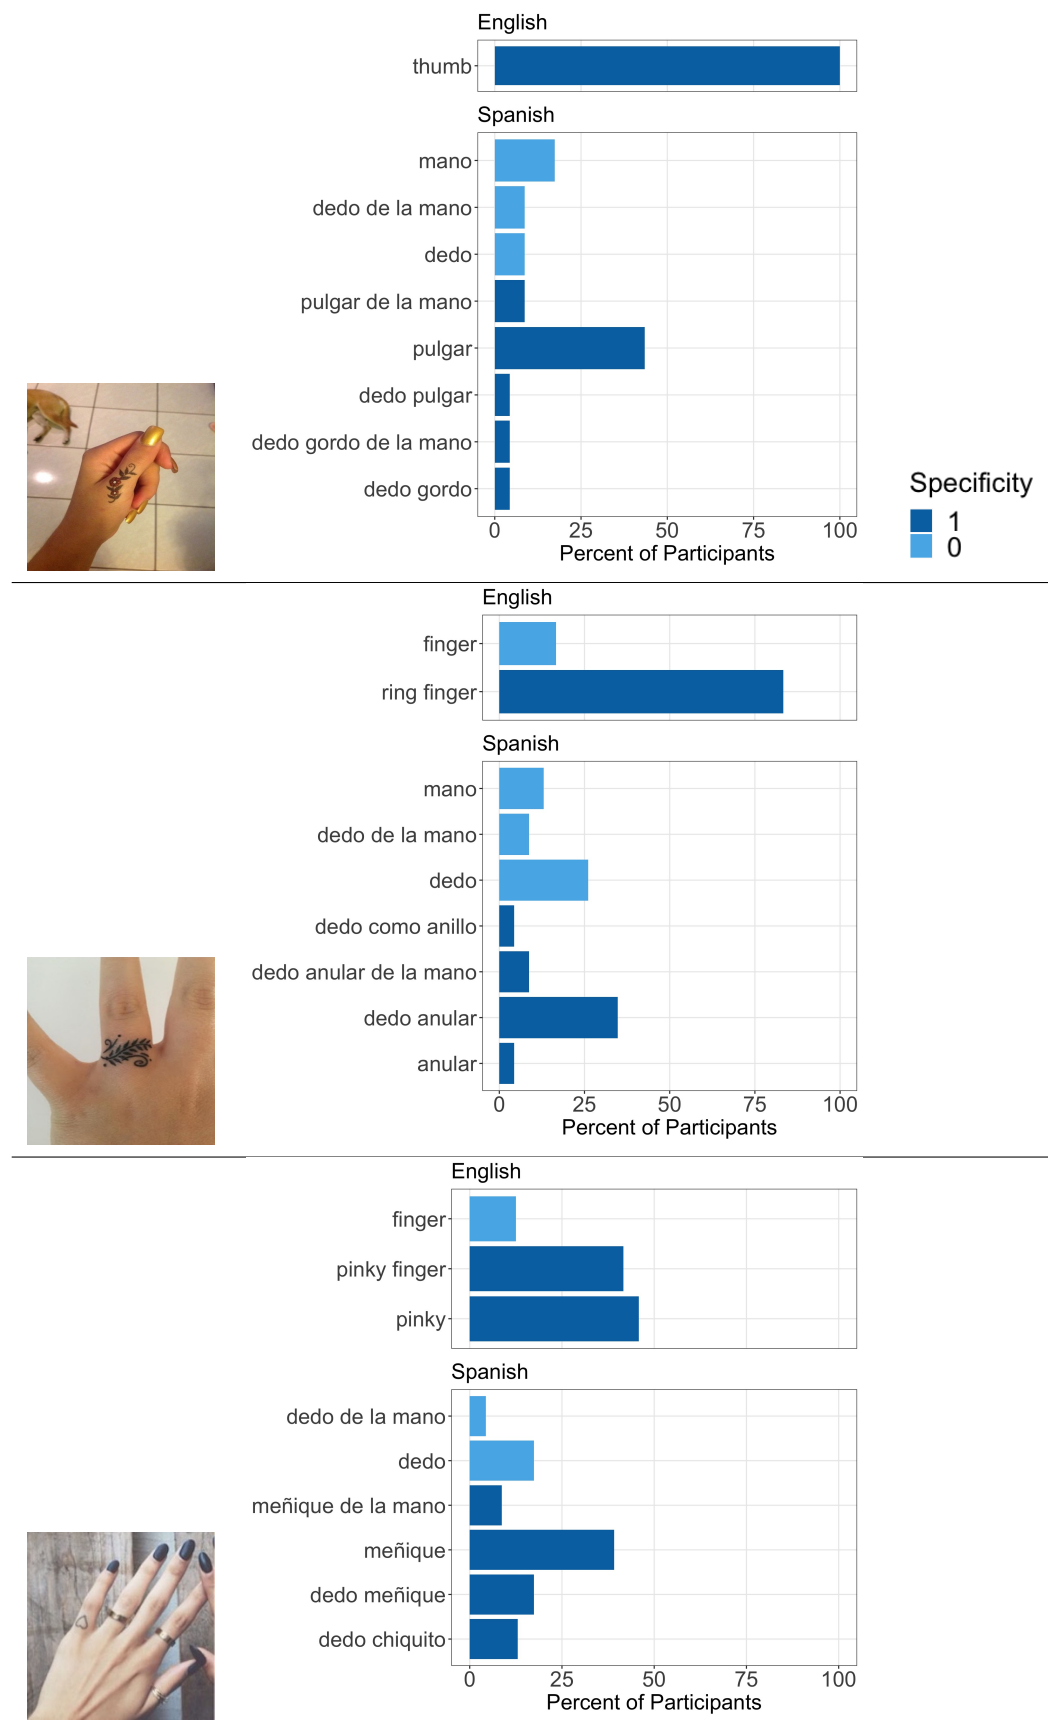 English
thumb
Spanish
mano
dedo de la mano
dedo
pulgar de la mano
pulgar
dedo pulgar
dedo gordo de la mano
dedo gordo
0 25 50 75 100
Percent of Participants
Specificity
1
0
English
finger
ring finger
Spanish
mano
dedo de la mano
dedo
dedo como anillo
dedo anular de la mano
dedo anular
anular
0 25 50 75 100
Percent of Participants
English
finger
pinky finger
pinky
Spanish
dedo de la mano
dedo
meñique de la mano
meñique
dedo meñique
dedo chiquito
0 25 50 75 100
Percent of Participants